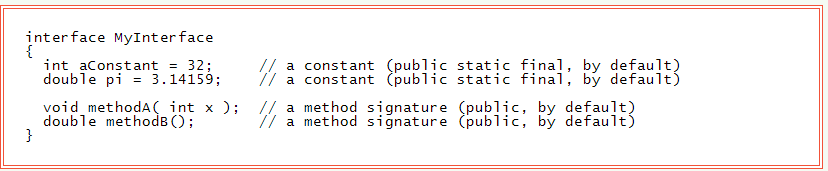 interface MyInterface
{
  int aConstant = 32;     // a constant (public static final, by default)
  double pi = 3.14159;    // a constant (public static final, by default)

  void methodA( int x );  // a method signature (public, by default)
  double methodB();       // a method signature (public, by default)
}